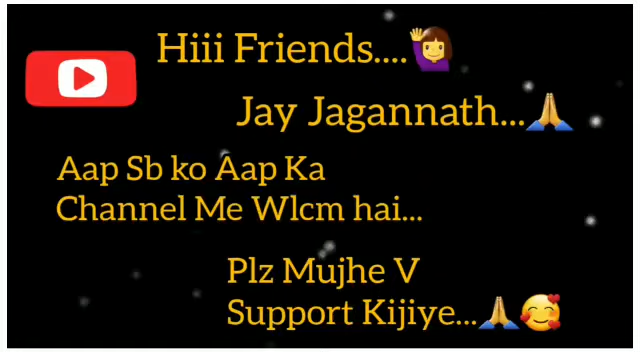 Hiii Friends....🙋‍♀️
Jay Jagannath...🙏
Aap Sb ko Aap Ka
Channel Me Wlcm hai...
Plz Mujhe V
Support Kijiye...🙏🥰